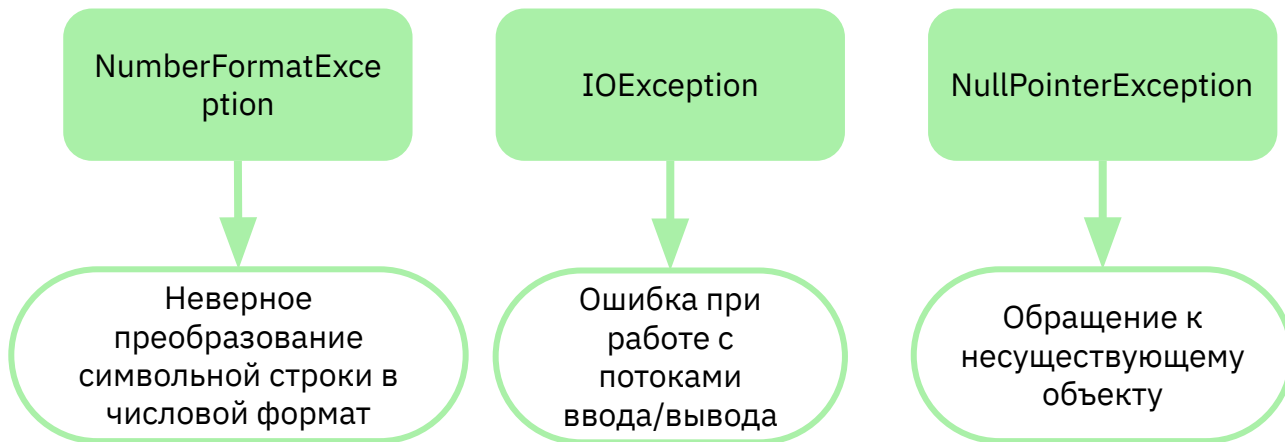 NumberFormatExce
ption
IOException
NullPointerException
Неверное
преобразование
символьной строки в
числовой формат
Ошибка при
работе с
потоками
ввода/вывода
Обращение к
несуществующему
объекту